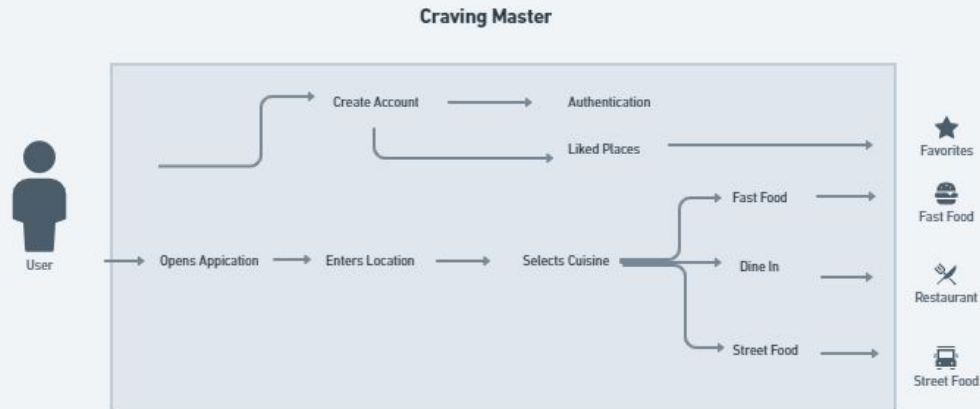 Craving Master
Create Account
Authentication
Liked Places
Favorites
Fast Food
Fast Food
User
Opens Appication
Enters Location
Selects Cuisine
Dine In
Restaurant
Street Food
Street Food